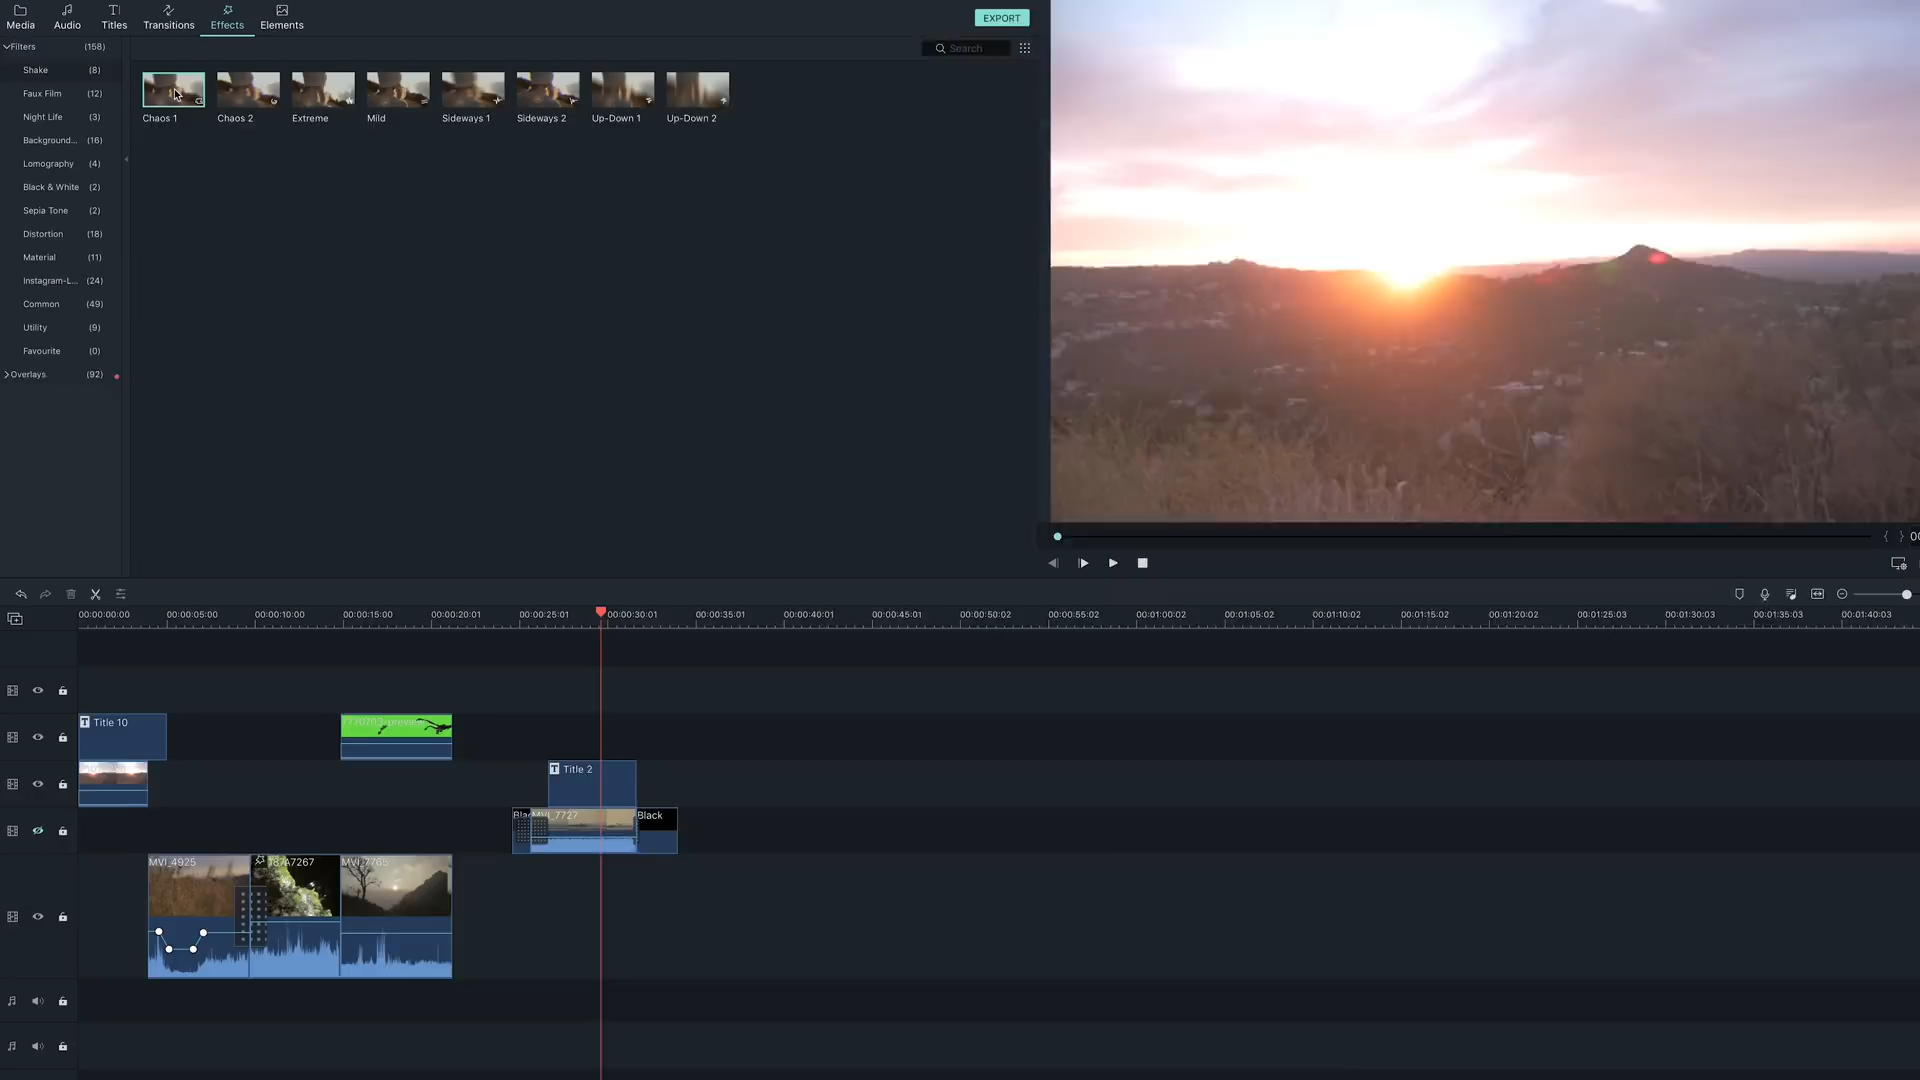 Media
Audio
Titles
Transitions
Effects
Elements
EXPORT
Search
Filters (158)
Shake (8)
Faux Film (12)
Night Life (3)
Background... (16)
Lomography (4)
Black & White (2)
Sepia Tone (2)
Distortion (18)
Material (11)
Instagram-L... (24)
Common (49)
Utility (9)
Favourite (0)
Overlays (92)
Chaos 1
Chaos 2
Extreme
Mild
Sideways 1
Sideways 2
Up-Down 1
Up-Down 2
00
00:00:00:00
00:00:05:00
00:00:10:00
00:00:15:00
00:00:20:01
00:00:25:01
00:00:30:01
00:00:35:01
00:00:40:01
00:00:45:01
00:00:50:02
00:00:55:02
00:01:00:02
00:01:05:02
00:01:10:02
00:01:15:02
00:01:20:02
00:01:25:03
00:01:30:03
00:01:35:03
00:01:40:03
T Title 10
T Title 2
Black
MVI_4925
MVI_7765